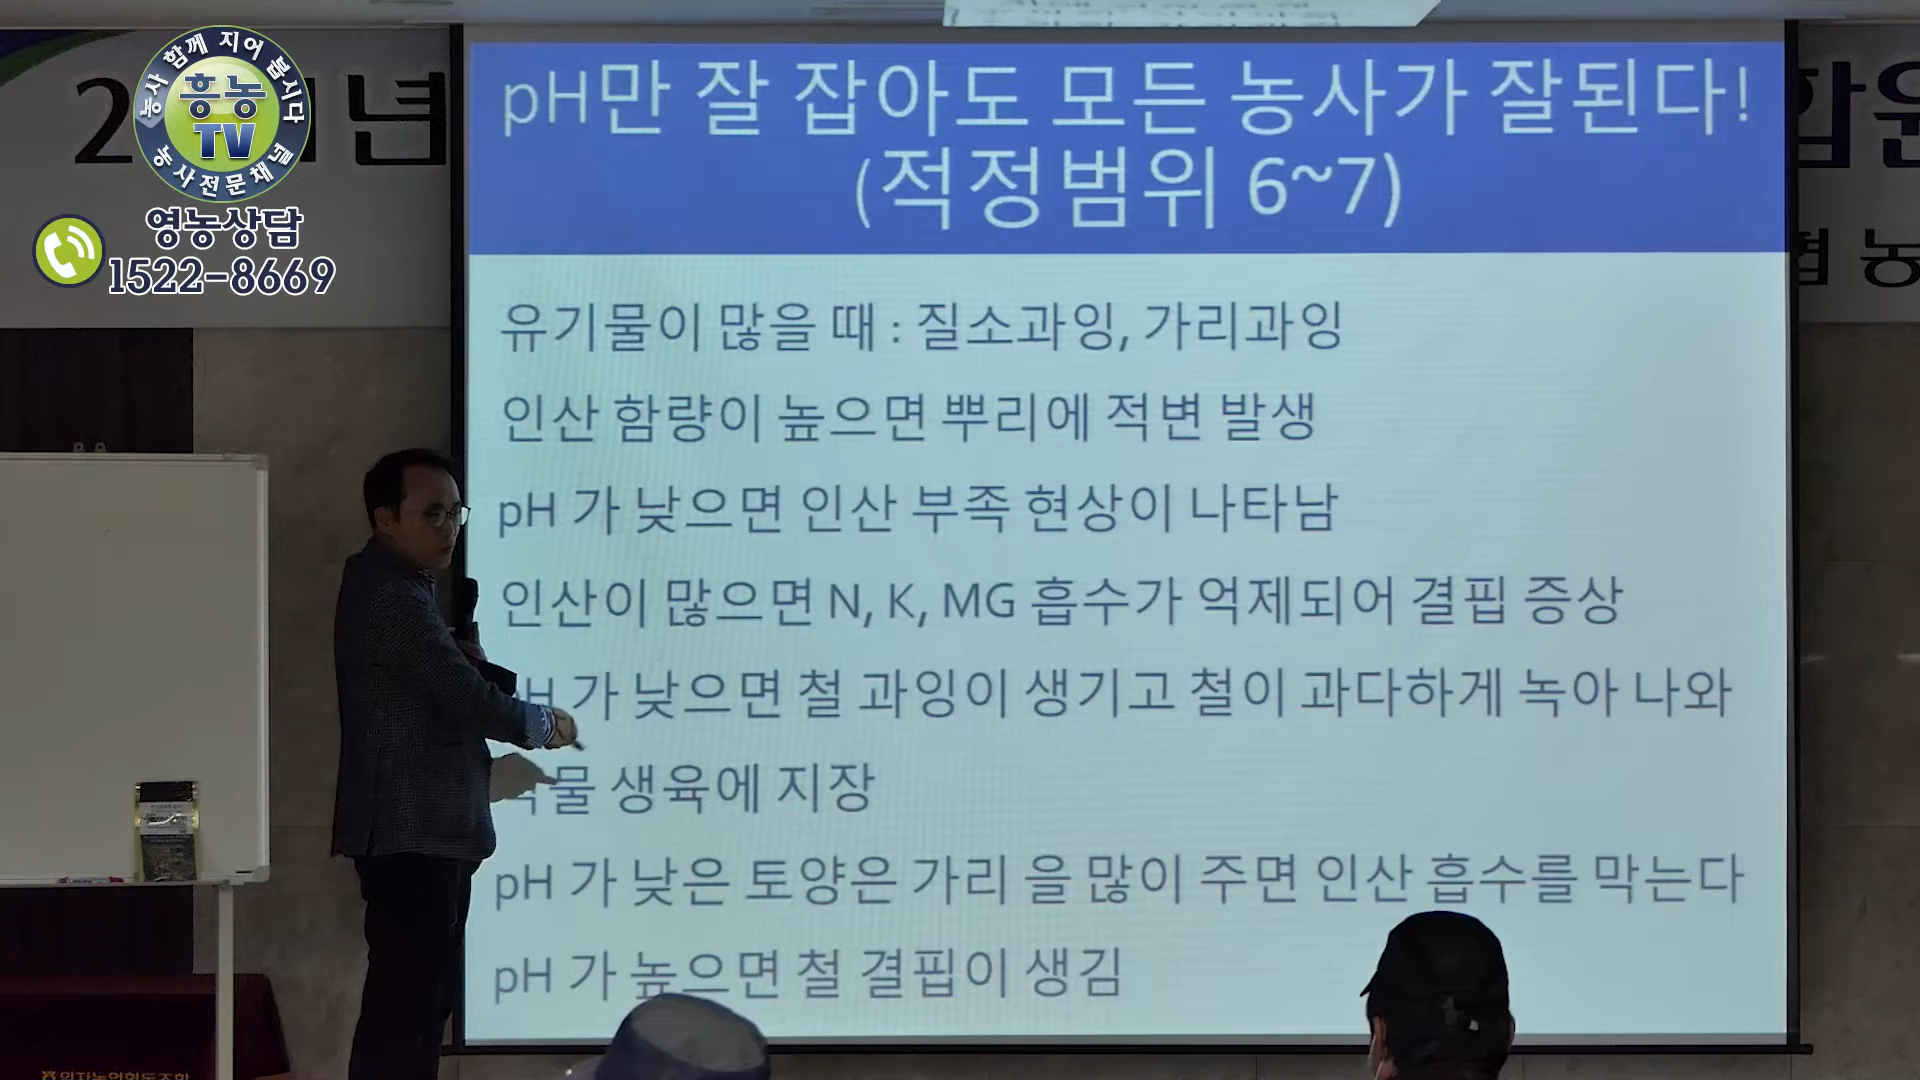 농사 함께 지어 봅시다
흥농
TV
농사전문채널
영농상담
1522-8669
년
pH만 잘 잡아도 모든 농사가 잘된다!
(적정범위 6~7)
유기물이 많을 때 : 질소과잉, 가리과잉
인산 함량이 높으면 뿌리에 적변 발생
pH 가 낮으면 인산 부족 현상이 나타남
인산이 많으면 N, K, MG 흡수가 억제되어 결핍 증상
pH 가 낮으면 철 과잉이 생기고 철이 과다하게 녹아 나와
물 생육에 지장
pH 가 낮은 토양은 가리 을 많이 주면 인산 흡수를 막는다
pH 가 높으면 철 결핍이 생김